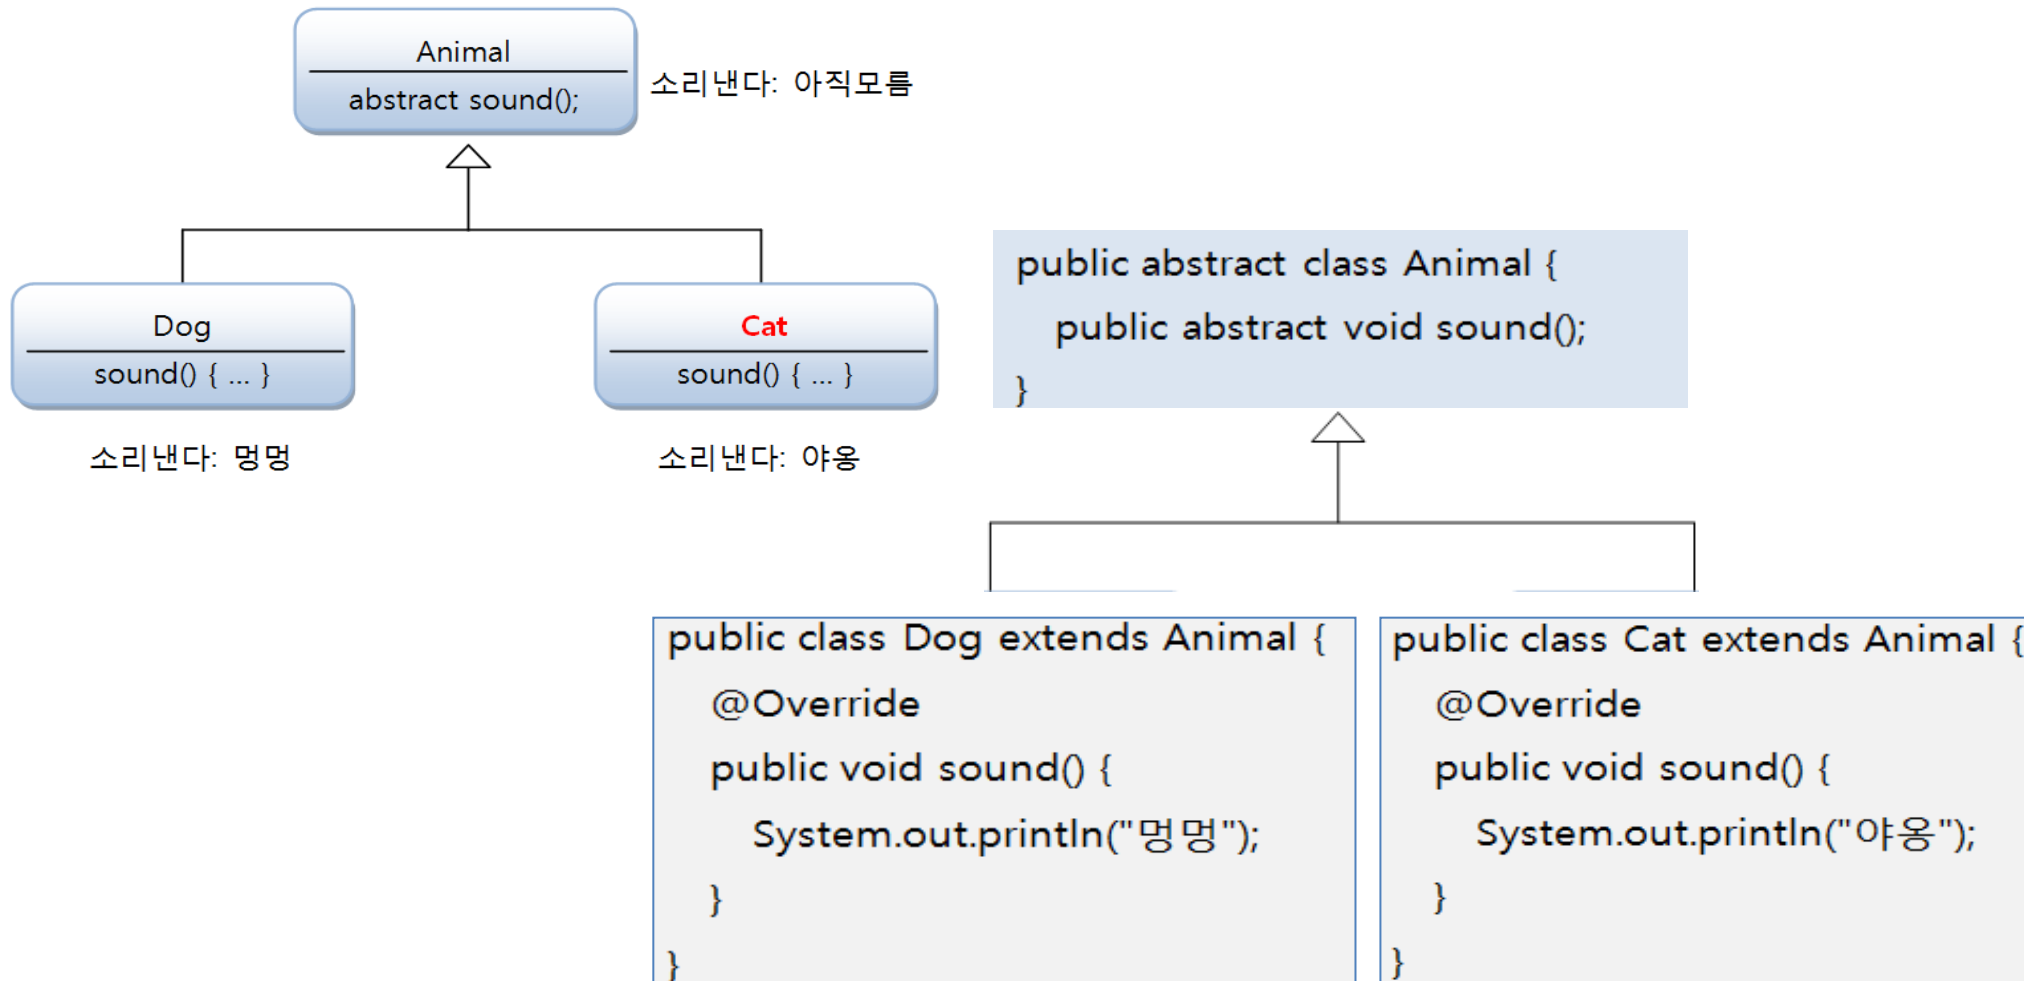 Animal
abstract sound();
소리낸다: 아직모름
Dog
sound() { ... }
소리낸다: 멍멍
Cat
sound() { ... }
소리낸다: 야옹
public abstract class Animal {
public abstract void sound();
}
public class Dog extends Animal {
@Override
public void sound() {
System.out.println("멍멍");
}
}
public class Cat extends Animal {
@Override
public void sound() {
System.out.println("야옹");
}
}